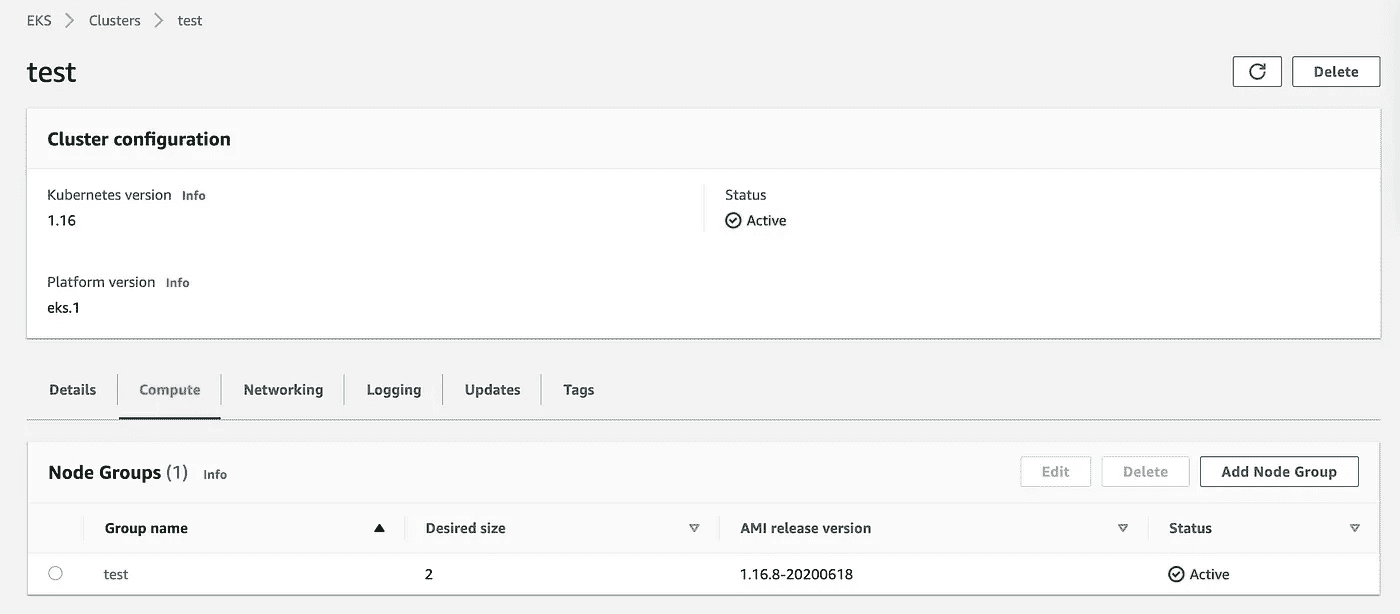 EKS Clusters test
test Delete
Cluster configuration
Kubernetes version Info Status
1.16 Active
Platform version Info
eks.1
Details Compute Networking Logging Updates Tags
Node Groups (1) Info Edit Delete Add Node Group
Group name Desired size AMI release version Status
test 2 1.16.8-20200618 Active